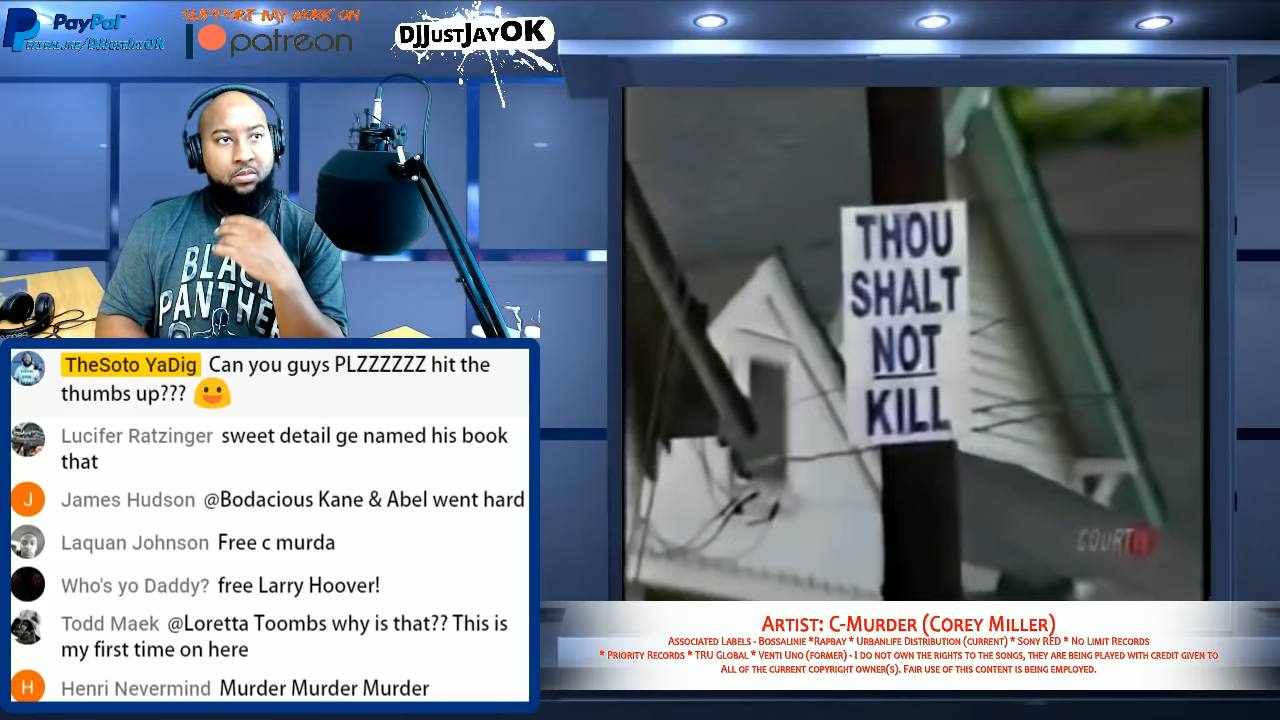 PayPal
SUPPORT MY WORK ON
patreon
DJJustJayOK
BLACK
PANTHER
THOU
SHALT
NOT
KILL
COURT TV
TheSoto YaDig Can you guys PLZZZZZZ hit the
thumbs up???
Lucifer Ratzinger sweet detail ge named his book
that
J James Hudson @Bodacious Kane & Abel went hard
Laquan Johnson Free c murda
Who's yo Daddy? free Larry Hoover!
Todd Maek @Loretta Toombs why is that?? This is
my first time on here
H Henri Nevermind Murder Murder Murder
Artist: C-Murder (Corey Miller)
Associated Labels - Bossalinie *Rapbay * Urbanlife Distribution (current) * Sony RED * No Limit Records
* Priority Records * TRU Global * Venti Uno (former) - I do not own the rights to the songs, they are being played with credit given to
all of the current copyright owner(s). Fair use of this content is being employed.